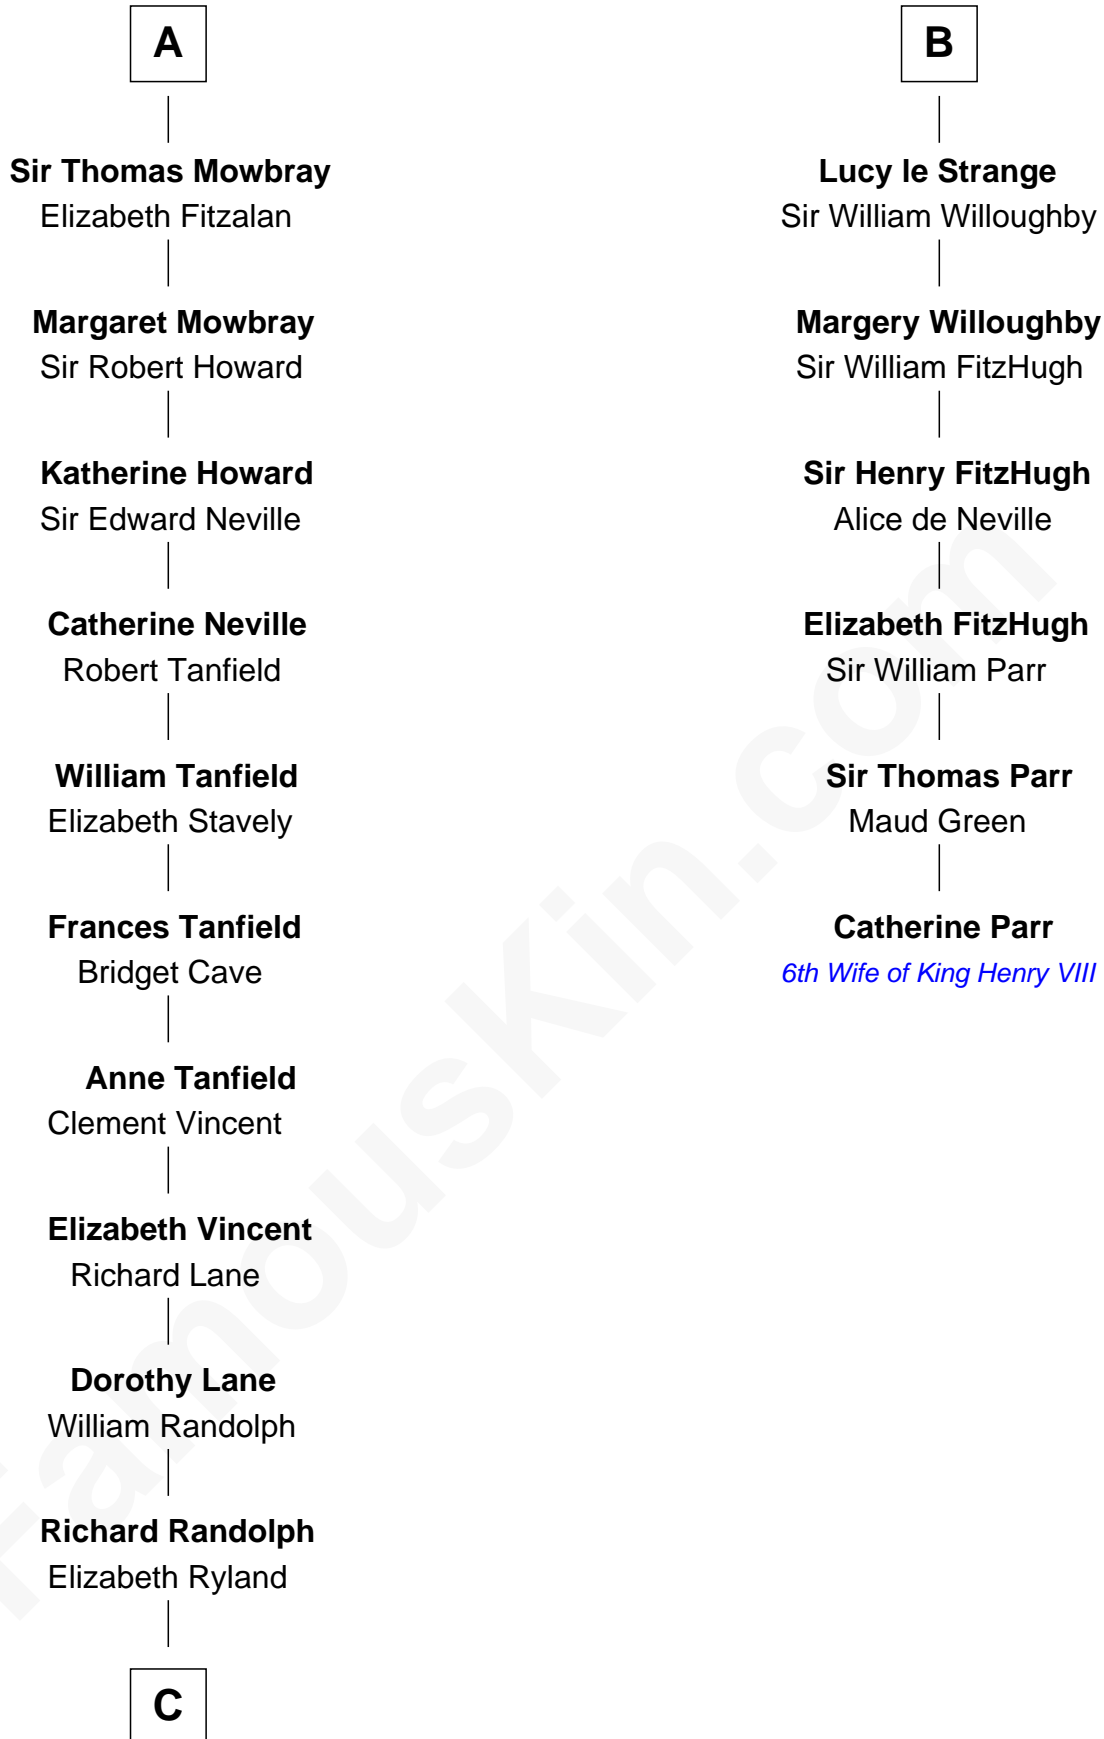 A
Sir Thomas Mowbray
Elizabeth Fitzalan
Margaret Mowbray
Sir Robert Howard
Katherine Howard
Sir Edward Neville
Catherine Neville
Robert Tanfield
William Tanfield
Elizabeth Stavely
Frances Tanfield
Bridget Cave
Anne Tanfield
Clement Vincent
Elizabeth Vincent
Richard Lane
Dorothy Lane
William Randolph
Richard Randolph
Elizabeth Ryland
C
B
Lucy le Strange
Sir William Willoughby
Margery Willoughby
Sir William FitzHugh
Sir Henry FitzHugh
Alice de Neville
Elizabeth FitzHugh
Sir William Parr
Sir Thomas Parr
Maud Green
Catherine Parr
6th Wife of King Henry VIII
FamousKin.com